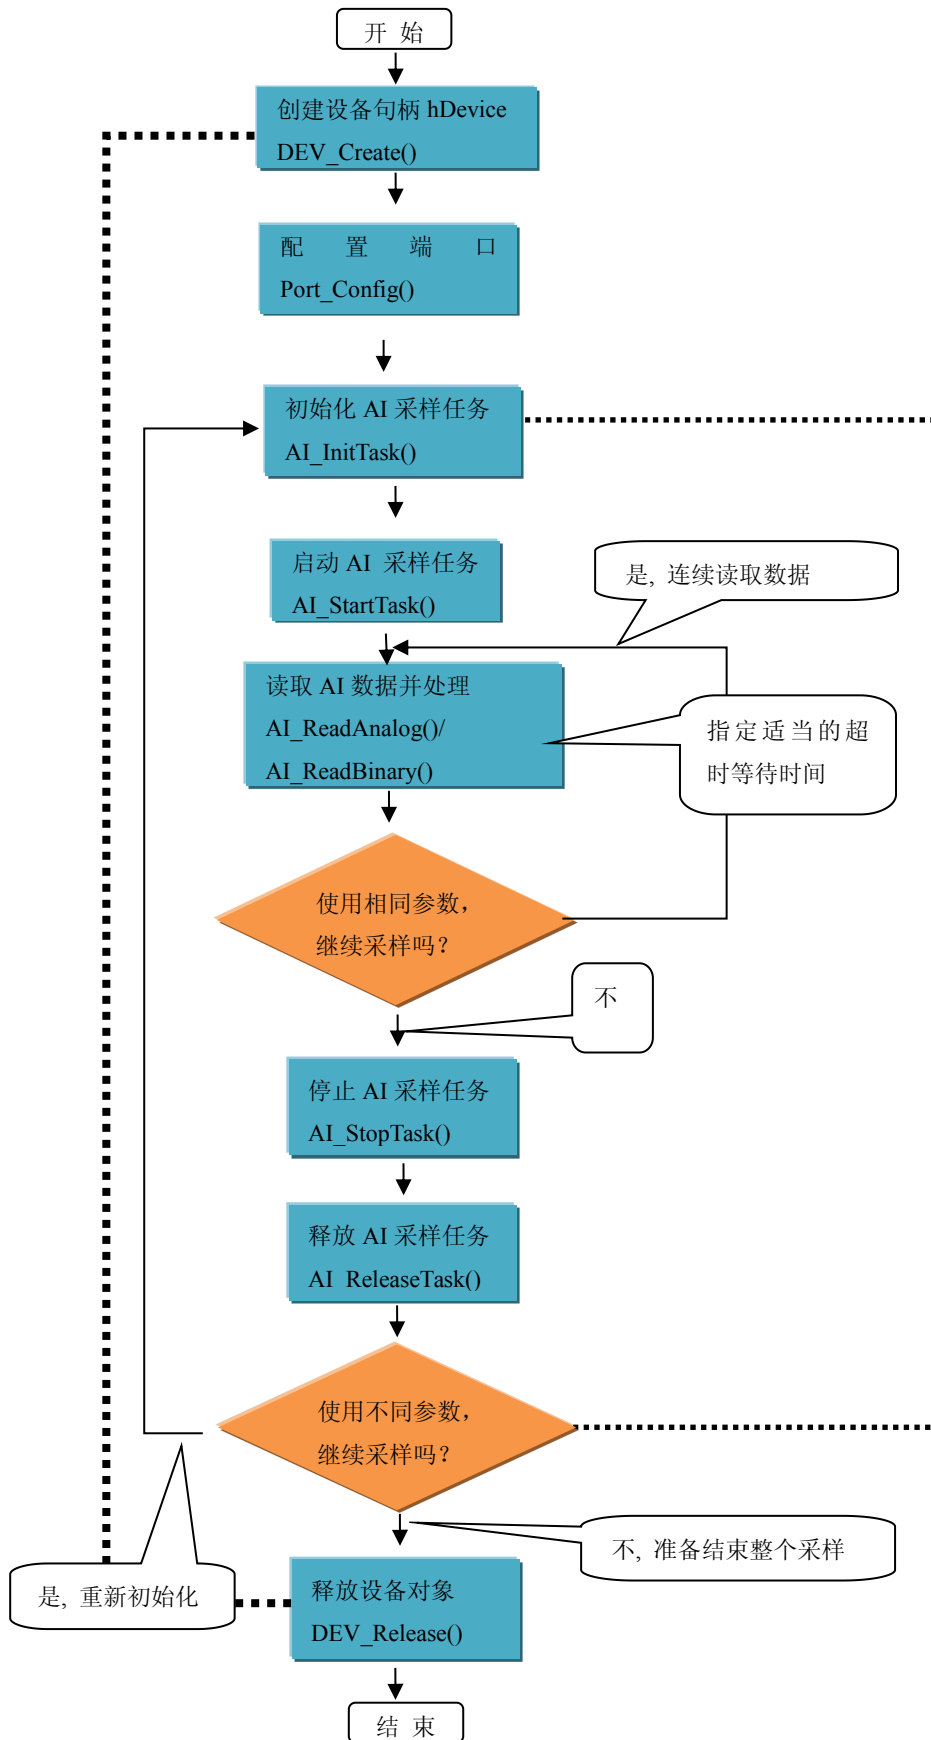 开 始
创建设备句柄 hDevice
DEV_Create()
配 置 端 口
Port_Config()
初始化 AI 采样任务
AI_InitTask()
启动 AI 采样任务
AI_StartTask()
是, 连续读取数据
读取 AI 数据并处理
AI_ReadAnalog()/
AI_ReadBinary()
指定适当的超
时等待时间
使用相同参数，
继续采样吗？
不
停止 AI 采样任务
AI_StopTask()
释放 AI 采样任务
AI_ReleaseTask()
使用不同参数，
继续采样吗？
不, 准备结束整个采样
是, 重新初始化
释放设备对象
DEV_Release()
结 束